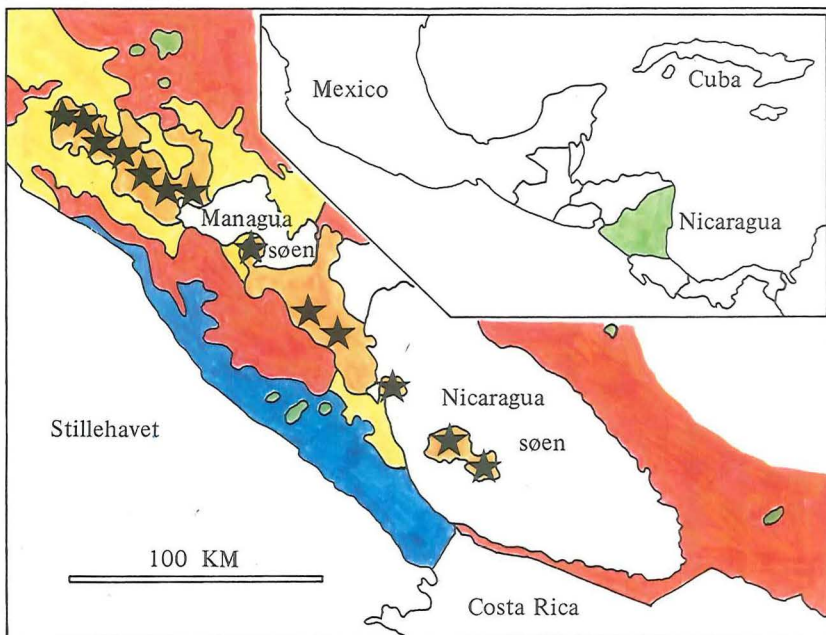 Mexico
Cuba
Nicaragua
Managua
søen
Nicaragua
søen
Stillehavet
100 KM
Costa Rica